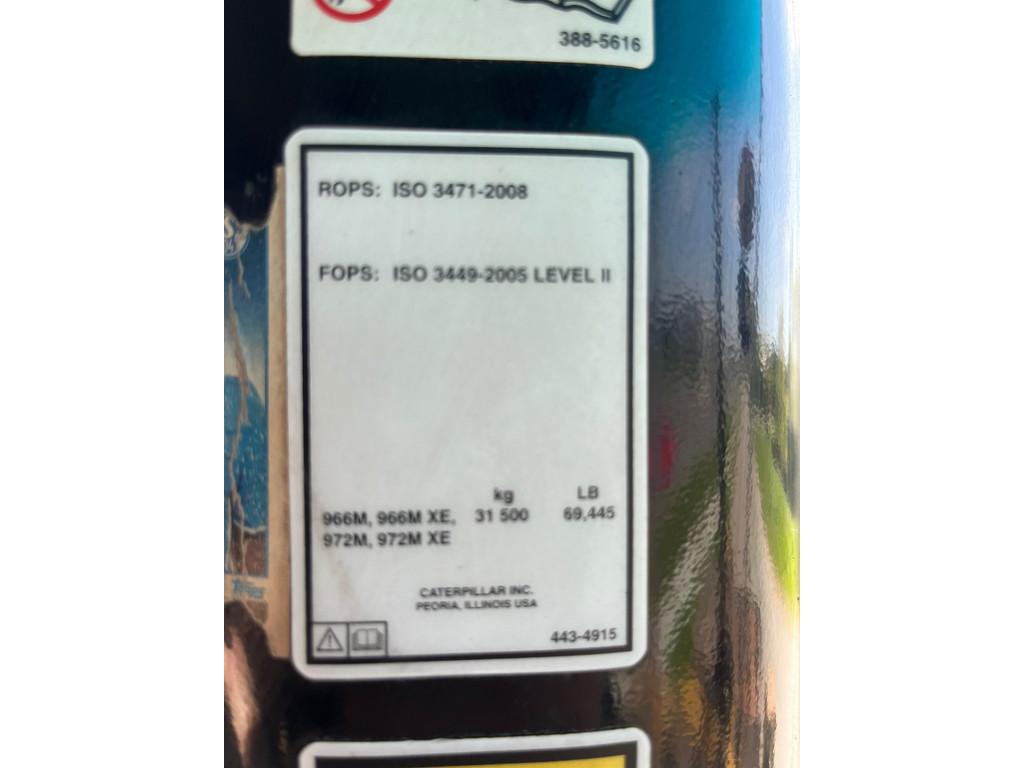 388-5616
ROPS: ISO 3471-2008
FOPS: ISO 3449-2005 LEVEL II
kg LB
966M, 966M XE, 31 500 69,445
972M, 972M XE
CATERPILLAR INC.
PEORIA, ILLINOIS USA
443-4915